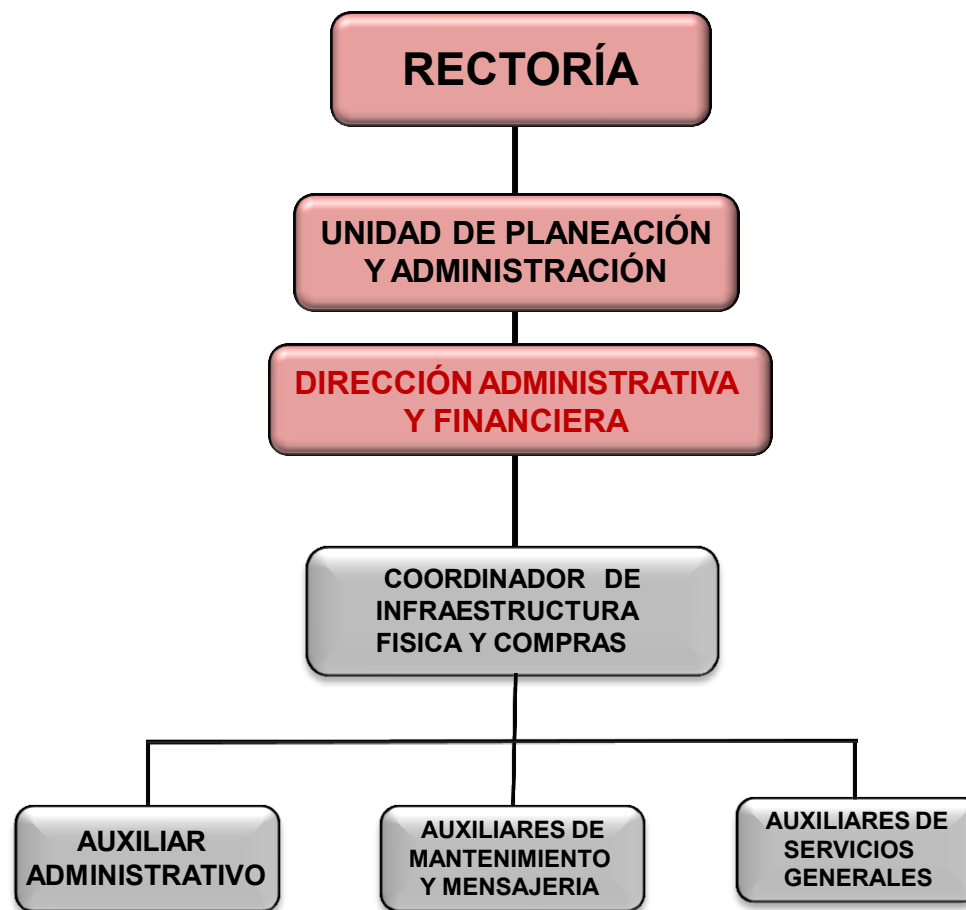 RECTORÍA
UNIDAD DE PLANEACIÓN
Y ADMINISTRACIÓN
DIRECCIÓN ADMINISTRATIVA
Y FINANCIERA
COORDINADOR DE
INFRAESTRUCTURA
FISICA Y COMPRAS
AUXILIAR
ADMINISTRATIVO
AUXILIARES DE
MANTENIMIENTO
Y MENSAJERIA
AUXILIARES DE
SERVICIOS
GENERALES